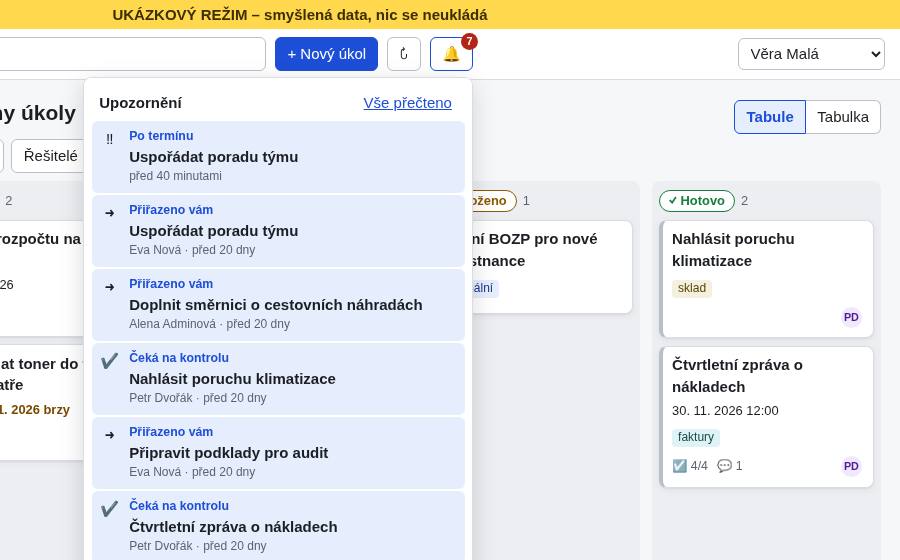 UKÁZKOVÝ REŽIM – smyšlená data, nic se neukládá
+ Nový úkol
7
Věra Malá
úkoly
Tabule
Tabulka
Řešitelé
Upozornění
Vše přečteno
Po termínu
Uspořádat poradu týmu
před 40 minutami
Přiřazeno vám
Uspořádat poradu týmu
Eva Nová · před 20 dny
Přiřazeno vám
Doplnit směrnici o cestovních náhradách
Alena Adminová · před 20 dny
Čeká na kontrolu
Nahlásit poruchu klimatizace
Petr Dvořák · před 20 dny
Přiřazeno vám
Připravit podklady pro audit
Eva Nová · před 20 dny
Čeká na kontrolu
Čtvrtletní zpráva o nákladech
Petr Dvořák · před 20 dny
2
rozpočtu na
26
at toner do
1. 2026 brzy
1
ní BOZP pro nové
Hotovo
2
Nahlásit poruchu
klimatizace
sklad
PD
Čtvrtletní zpráva o
nákladech
30. 11. 2026 12:00
faktury
4/4
1
PD